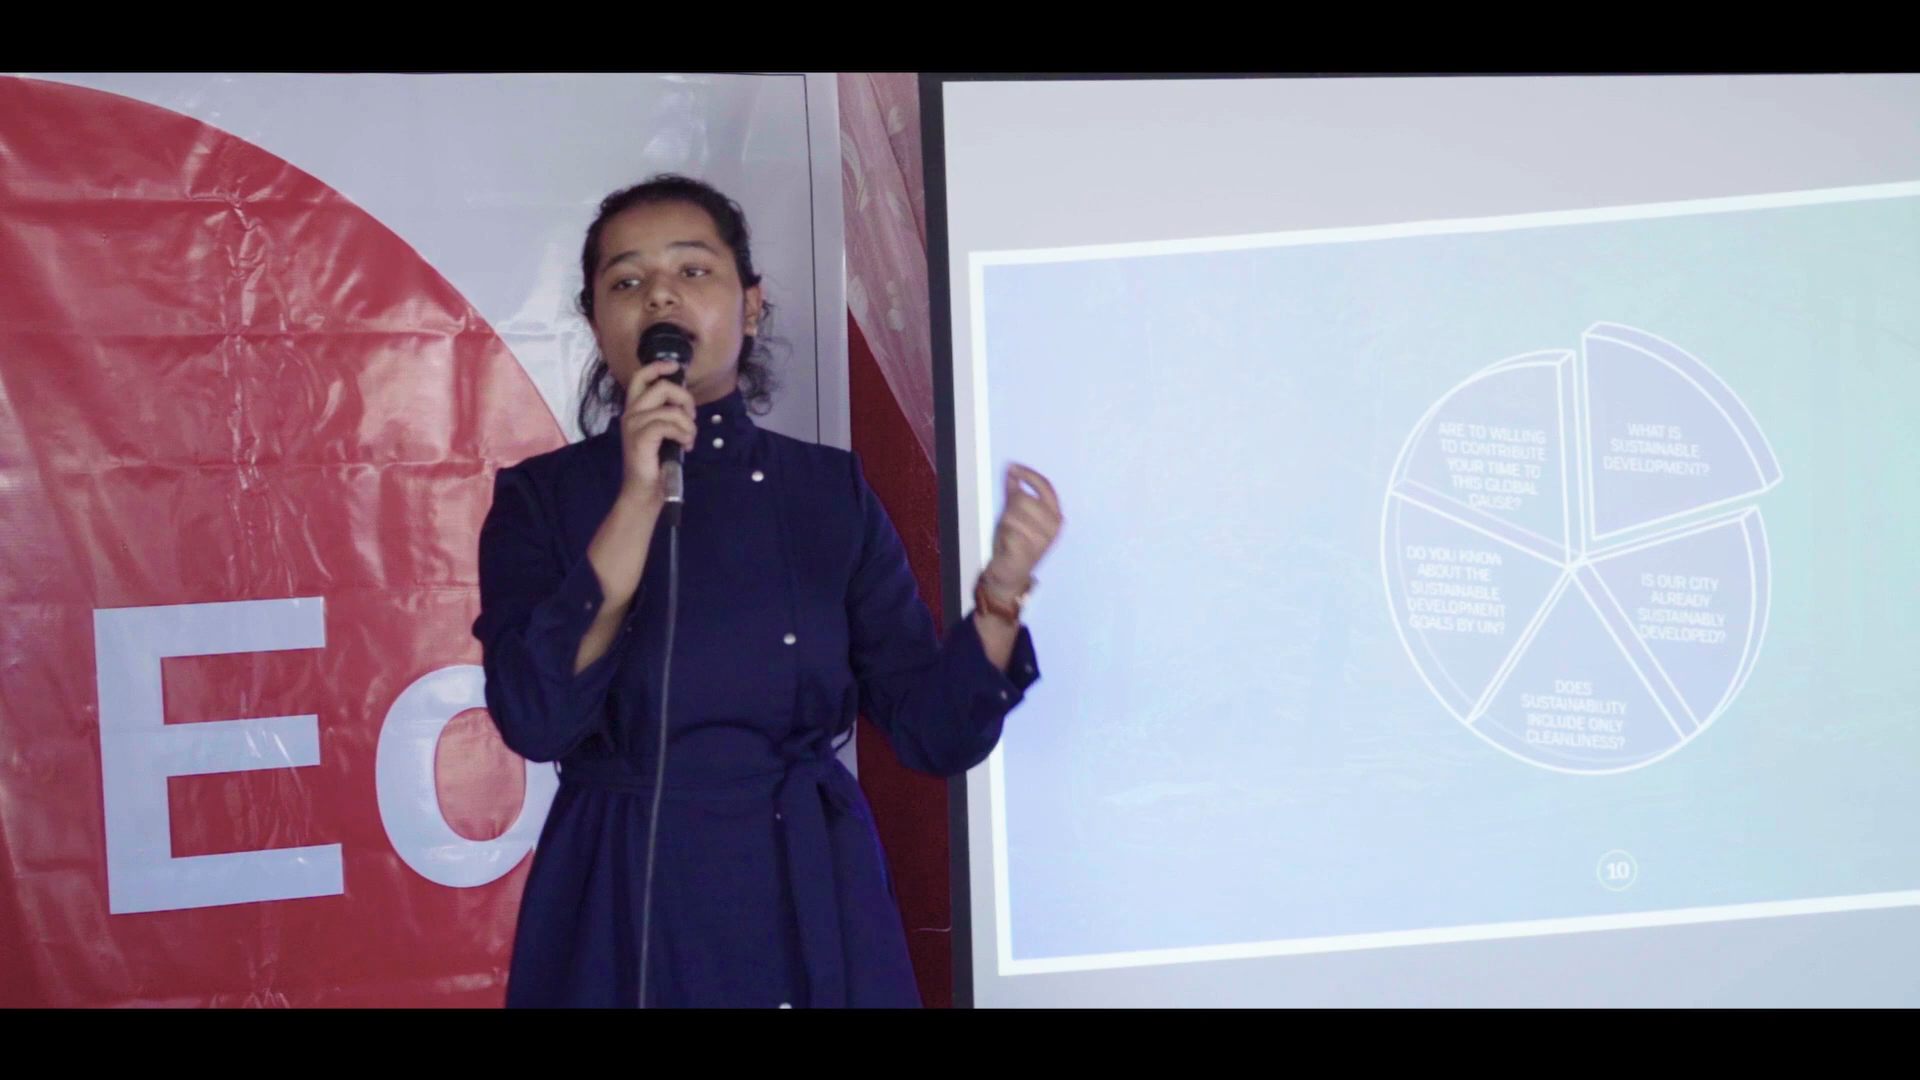 Ed
ARE TO WILLING
TO CONTRIBUTE
YOUR TIME TO
THIS GLOBAL
CAUSE?
WHAT IS
SUSTAINABLE
DEVELOPMENT?
DO YOU KNOW
ABOUT THE
SUSTAINABLE
DEVELOPMENT
GOALS BY UN?
IS OUR CITY
ALREADY
SUSTAINABLY
DEVELOPED?
DOES
SUSTAINABILITY
INCLUDE ONLY
CLEANLINESS?
10